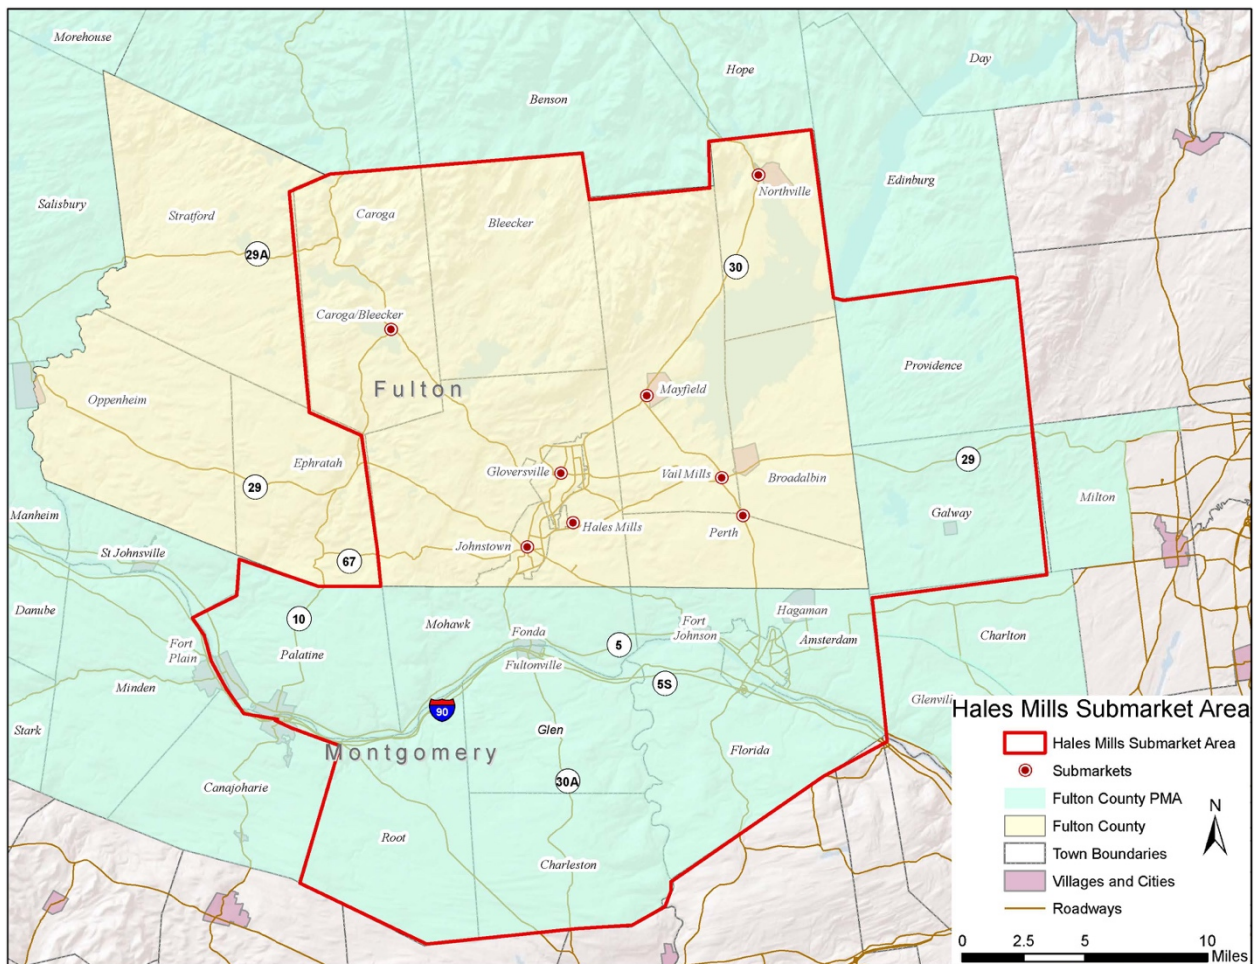 Morehouse
Hope
Day
Benson
Edinburg
Northville
Salisbury
Stratford
Caroga
Bleecker
29A
30
Caroga/Bleecker
Providence
Fulton
Mayfield
Oppenheim
Ephratah
Gloversville
Vail Mills
Broadalbin
29
29
Milton
Galway
Manheim
Hales Mills
Perth
St Johnsville
Johnstown
67
Danube
10
Mohawk
Fonda
Fort
Johnson
Hagaman
Amsterdam
Charlton
Fort
Plain
Palatine
5
Fultonville
Minden
5S
Glenvill
Stark
90
Glen
Florida
Montgomery
Canajoharie
30A
Root
Charleston
Hales Mills Submarket Area
Hales Mills Submarket Area
Submarkets
Fulton County PMA
N
Fulton County
Town Boundaries
Villages and Cities
Roadways
0 2.5 5 10
Miles